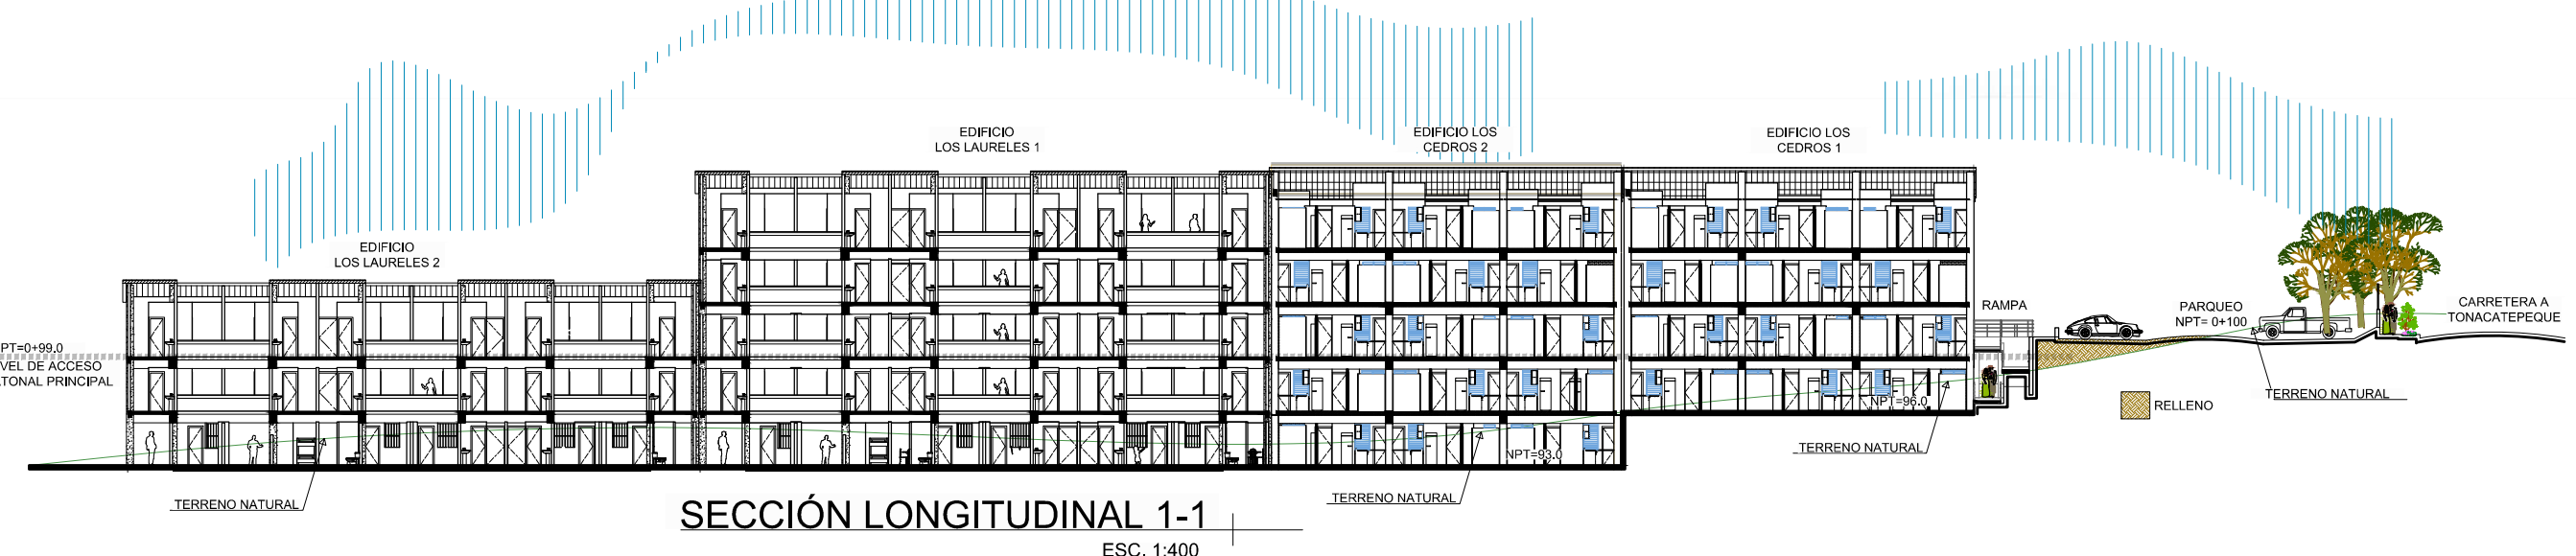 EDIFICIO
LOS LAURELES 1
EDIFICIO LOS
CEDROS 2
EDIFICIO LOS
CEDROS 1
EDIFICIO
LOS LAURELES 2
RAMPA
PARQUEO
NPT= 0+100
CARRETERA A
TONACATEPEQUE
PT=0+99.0
VEL DE ACCESO
ATONAL PRINCIPAL
NPT=96.0
RELLENO
TERRENO NATURAL
TERRENO NATURAL
NPT=93.0
TERRENO NATURAL
TERRENO NATURAL
SECCIÓN LONGITUDINAL 1-1
ESC. 1:400